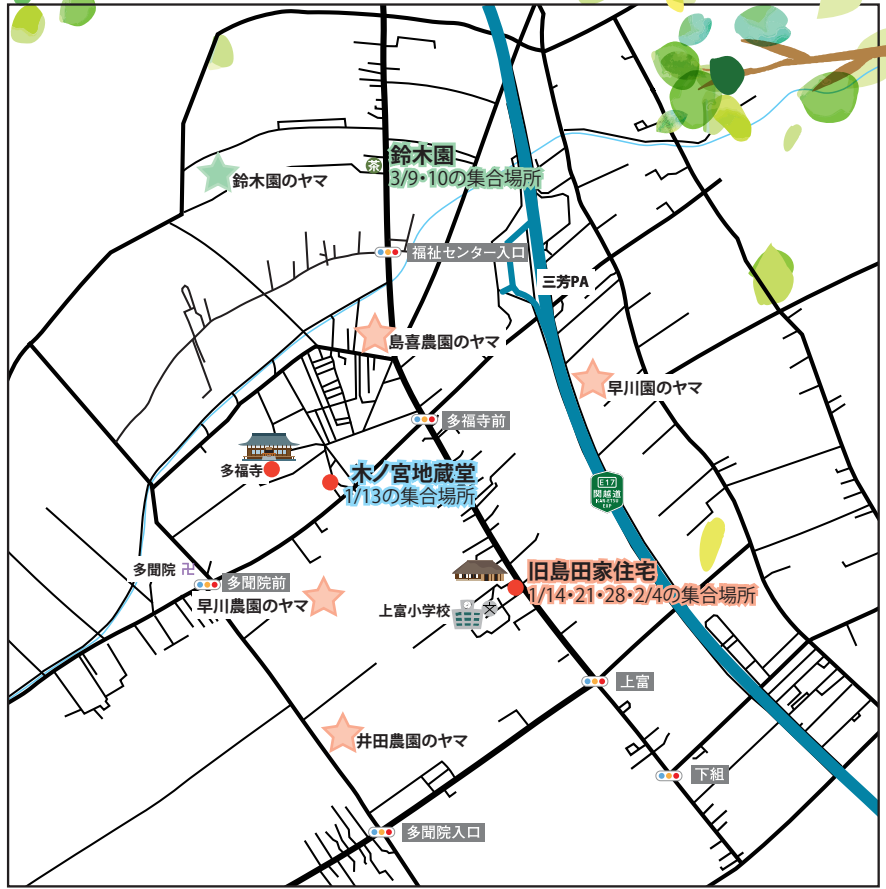 茶
鈴木園
3/9・10の集合場所
鈴木園のヤマ
福祉センター入口
三芳PA
島喜農園のヤマ
早川園のヤマ
多福寺前
多福寺
木ノ宮地蔵堂
1/13の集合場所
E17
関越道
KAN-ETSU
EXP
多聞院 卍
多聞院前
早川農園のヤマ
旧島田家住宅
1/14・21・28・2/4の集合場所
上富小学校
文
上富
井田農園のヤマ
下組
多聞院入口